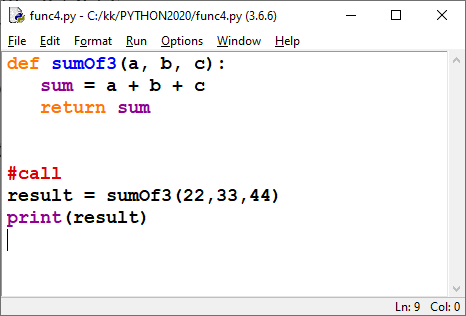 func4.py - C:/kk/PYTHON2020/func4.py (3.6.6)
File Edit Format Run Options Window Help
def sumOf3(a, b, c):
   sum = a + b + c
   return sum
#call
result = sumOf3(22,33,44)
print(result)
Ln: 9 Col: 0